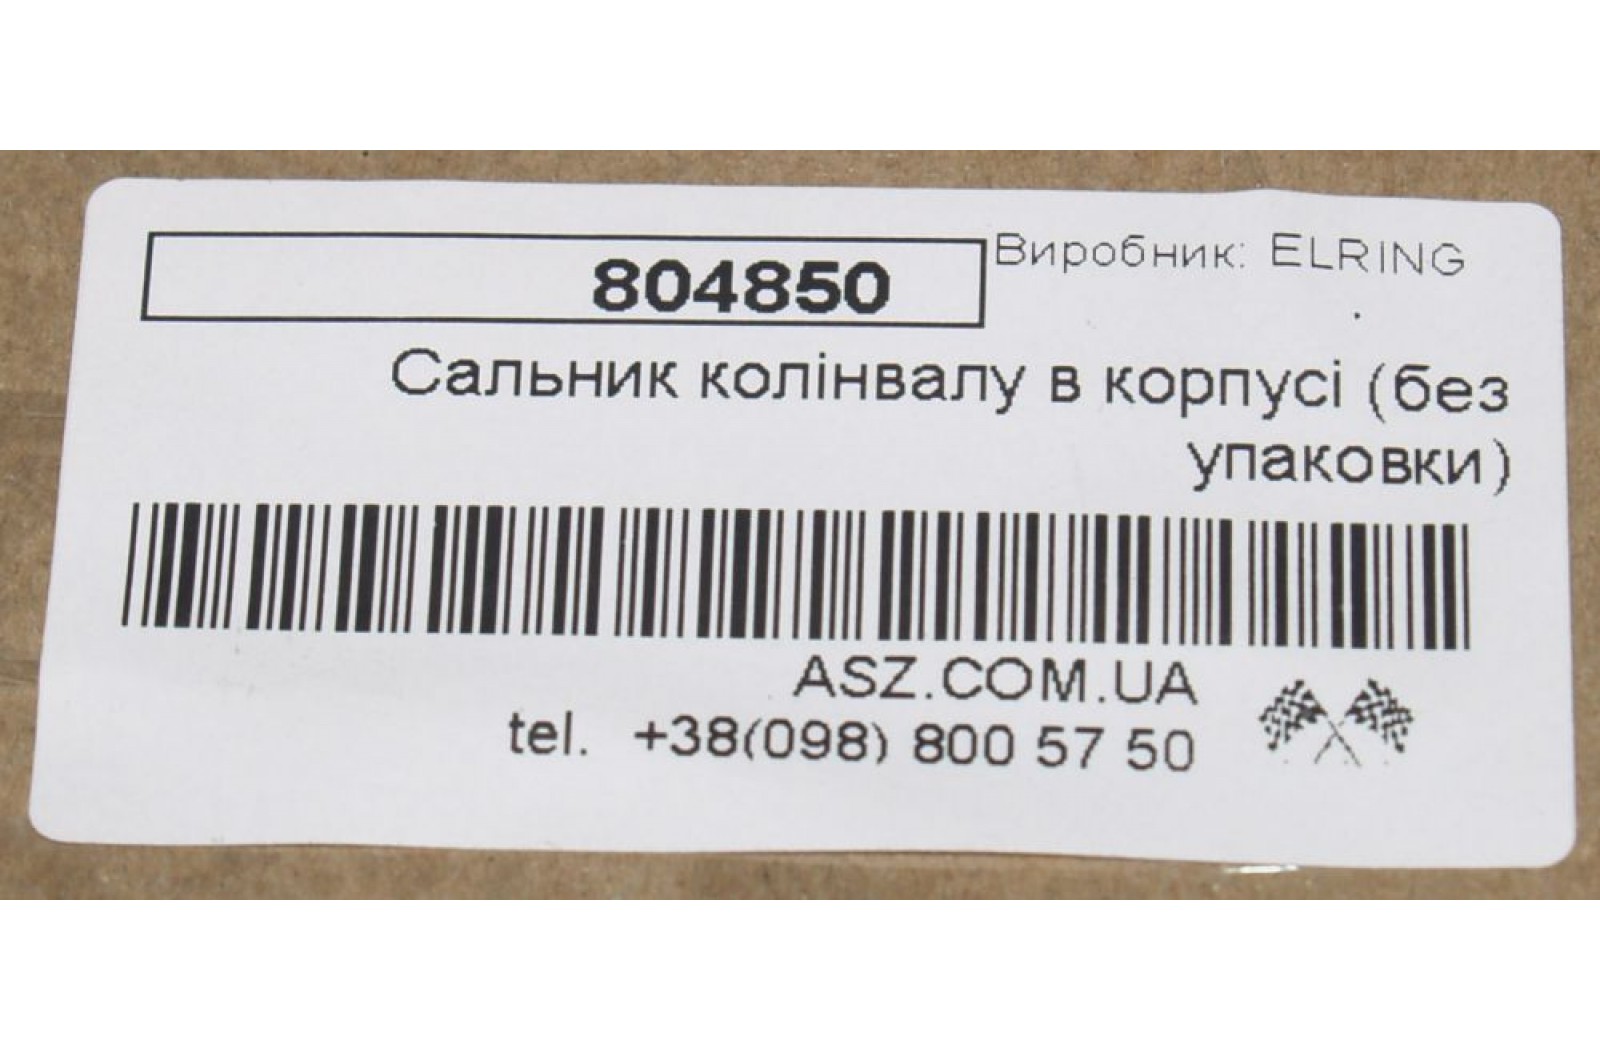 804850
Виробник: ELRING
Сальник колінвалу в корпусі (без
упаковки)
ASZ.COM.UA
tel. +38(098) 800 57 50